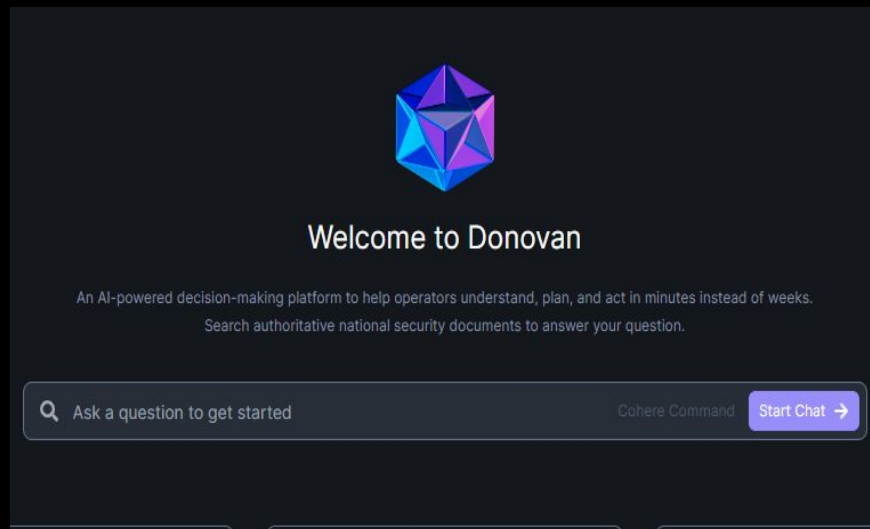 Welcome to Donovan
An AI-powered decision-making platform to help operators understand, plan, and act in minutes instead of weeks.
Search authoritative national security documents to answer your question.
Ask a question to get started Cohere Command Start Chat